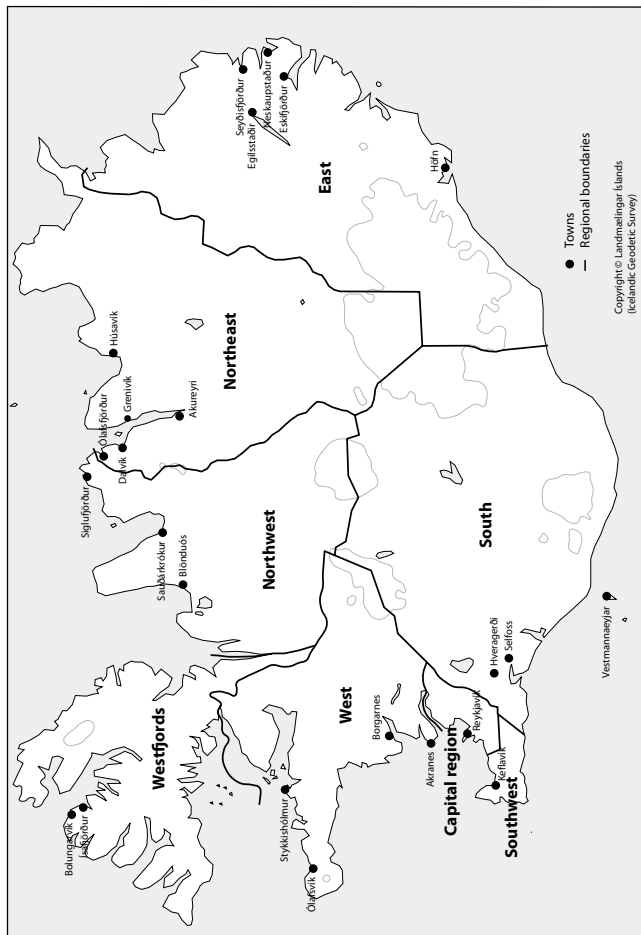 Bolungarvík
Ísafjörður
Siglufjörður
Ólafsfjörður
Húsavík
Dalvík
Grenivík
Westfjords
Sauðárkrókur
Blönduós
Akureyri
Northeast
Seyðisfjörður
Egilsstaðir
Neskaupstaður
Northwest
Stykkishólmur
Eskifjörður
Ólafsvík
East
West
Borgarnes
Akranes
Höfn
Capital region
Reykjavík
South
Hveragerði
Keflavík
Selfoss
Southwest
Towns
Regional boundaries
Vestmannaeyjar
Copyright © Landmælingar Íslands
(Icelandic Geodetic Survey)